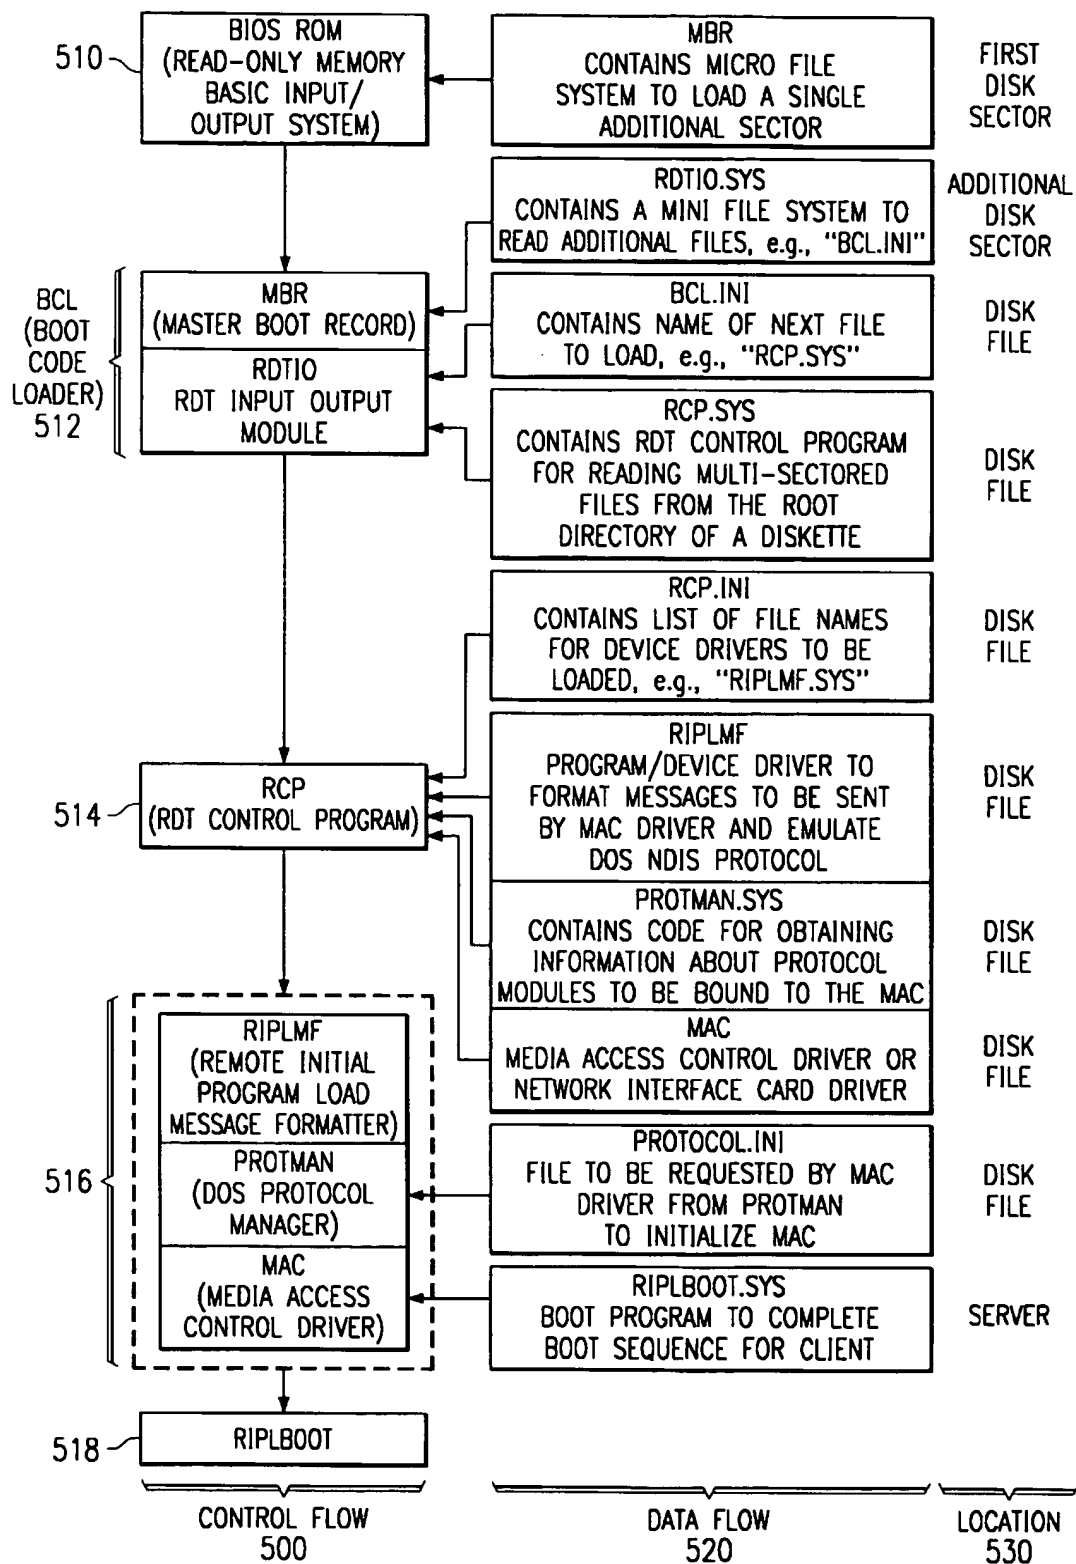 510
BIOS ROM
(READ-ONLY MEMORY
BASIC INPUT/
OUTPUT SYSTEM)
MBR
CONTAINS MICRO FILE
SYSTEM TO LOAD A SINGLE
ADDITIONAL SECTOR
FIRST
DISK
SECTOR
RDTIO.SYS
CONTAINS A MINI FILE SYSTEM TO
READ ADDITIONAL FILES, e.g., "BCL.INI"
ADDITIONAL
DISK
SECTOR
BCL
(BOOT
CODE
LOADER)
512
MBR
(MASTER BOOT RECORD)
RDTIO
RDT INPUT OUTPUT
MODULE
BCL.INI
CONTAINS NAME OF NEXT FILE
TO LOAD, e.g., "RCP.SYS"
DISK
FILE
RCP.SYS
CONTAINS RDT CONTROL PROGRAM
FOR READING MULTI-SECTORED
FILES FROM THE ROOT
DIRECTORY OF A DISKETTE
DISK
FILE
RCP.INI
CONTAINS LIST OF FILE NAMES
FOR DEVICE DRIVERS TO BE
LOADED, e.g., "RIPLMF.SYS"
DISK
FILE
514
RCP
(RDT CONTROL PROGRAM)
RIPLMF
PROGRAM/DEVICE DRIVER TO
FORMAT MESSAGES TO BE SENT
BY MAC DRIVER AND EMULATE
DOS NDIS PROTOCOL
DISK
FILE
PROTMAN.SYS
CONTAINS CODE FOR OBTAINING
INFORMATION ABOUT PROTOCOL
MODULES TO BE BOUND TO THE MAC
DISK
FILE
MAC
MEDIA ACCESS CONTROL DRIVER OR
NETWORK INTERFACE CARD DRIVER
DISK
FILE
516
RIPLMF
(REMOTE INITIAL
PROGRAM LOAD
MESSAGE FORMATTER)
PROTMAN
(DOS PROTOCOL
MANAGER)
MAC
(MEDIA ACCESS
CONTROL DRIVER)
PROTOCOL.INI
FILE TO BE REQUESTED BY MAC
DRIVER FROM PROTMAN
TO INITIALIZE MAC
DISK
FILE
RIPLBOOT.SYS
BOOT PROGRAM TO COMPLETE
BOOT SEQUENCE FOR CLIENT
SERVER
518
RIPLBOOT
CONTROL FLOW
500
DATA FLOW
520
LOCATION
530